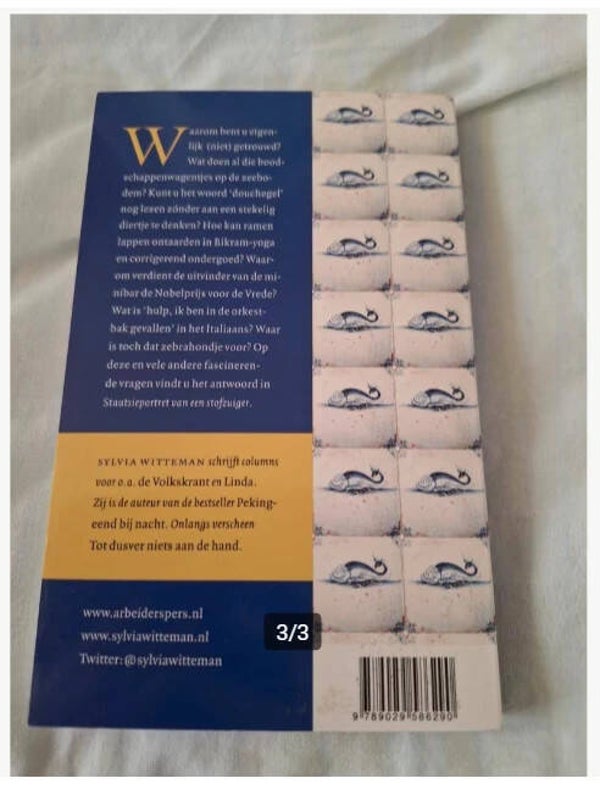 Waarom bent u eigen-
lijk (niet) getrouwd?
Wat doen al die bood-
schappenwagentjes op de zeebo-
dem? Kunt u het woord 'douchegel'
nog lezen zónder aan een stekelig
diertje te denken? Hoe kan ramen
lappen ontaarden in Bikram-yoga
en corrigerend ondergoed? Waar-
om verdient de uitvinder van de mi-
nibar de Nobelprijs voor de Vrede?
Wat is 'hulp, ik ben in de orkest-
bak gevallen' in het Italiaans? Waar
is toch dat zebrahondje voor? Op
deze en vele andere fascineren-
de vragen vindt u het antwoord in
Staatsieportret van een stofzuiger.
SYLVIA WITTEMAN schrijft columns
voor o.a. de Volkskrant en Linda.
Zij is de auteur van de bestseller Peking-
eend bij nacht. Onlangs verscheen
Tot dusver niets aan de hand.
www.arbeiderspers.nl
www.sylviawitteman.nl
Twitter: @sylviawitteman
3/3
9 789029 586290